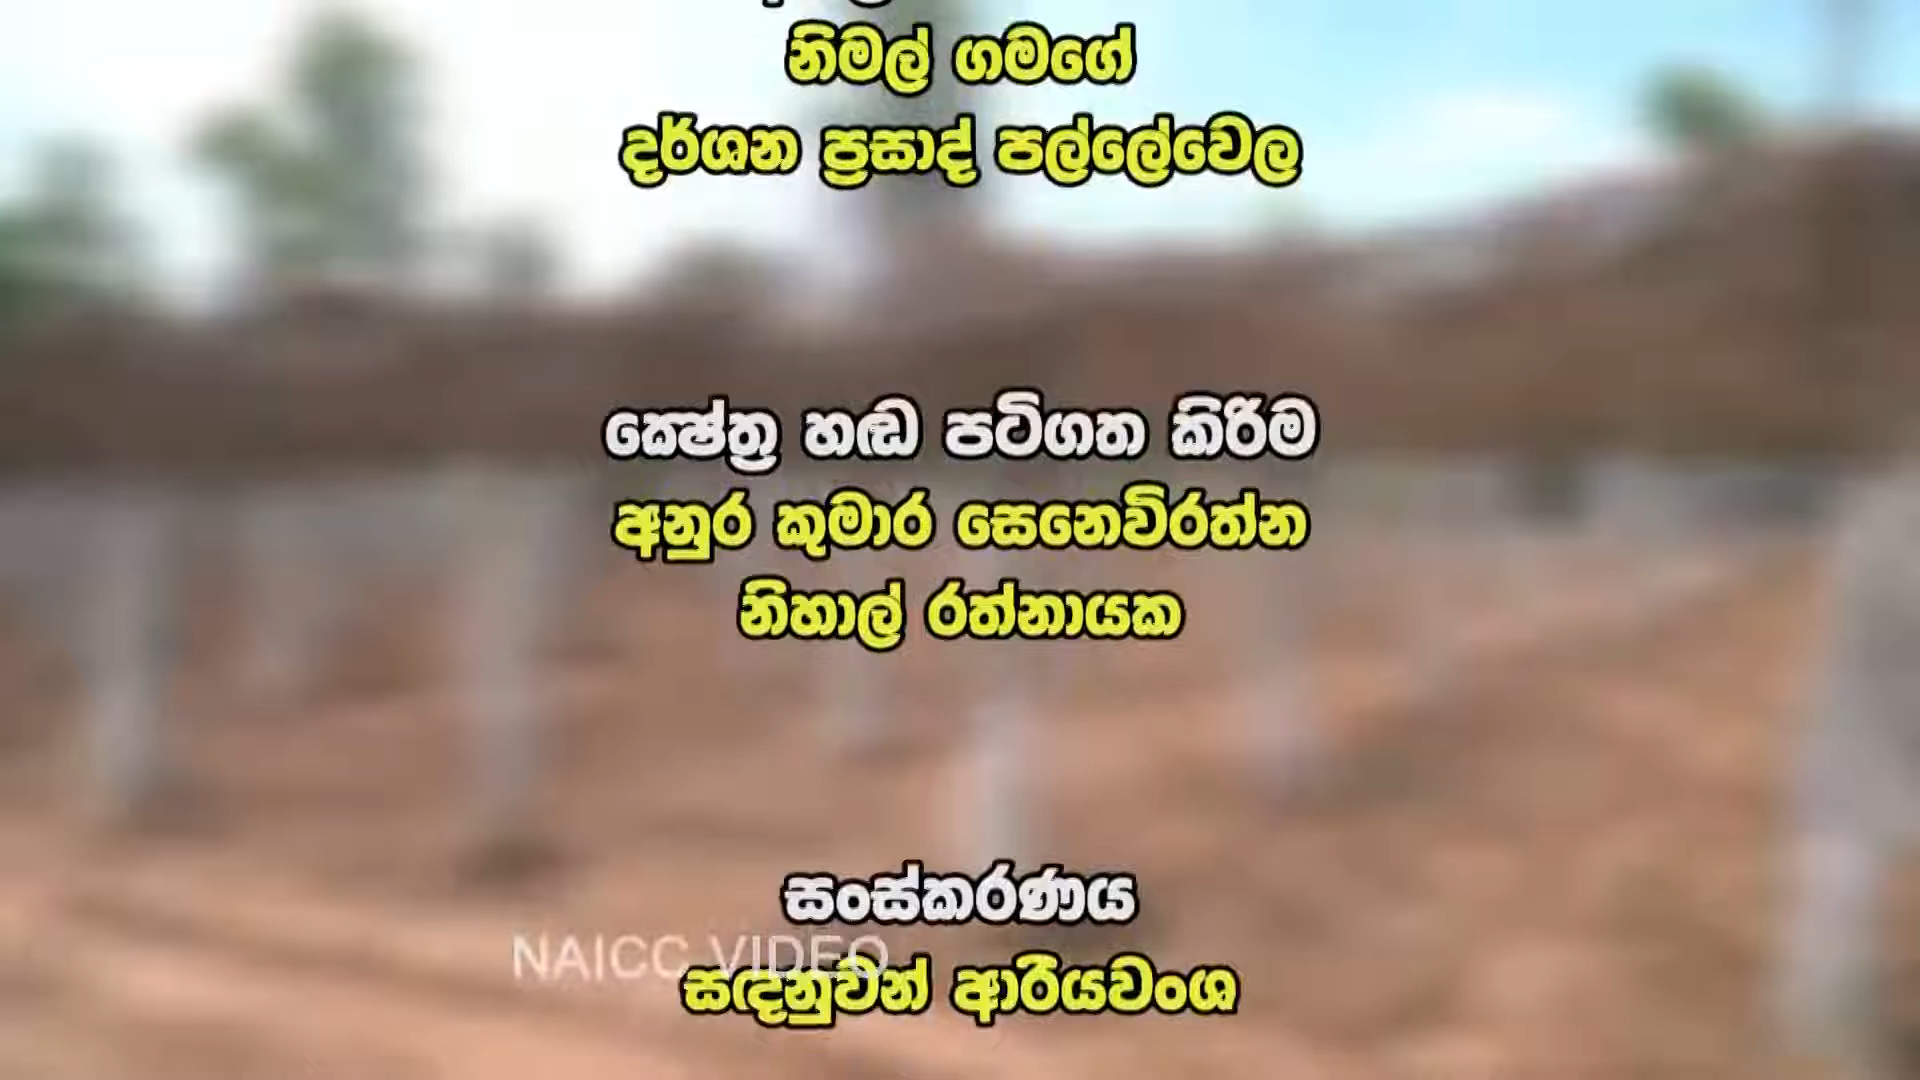 නිමල් ගමගේ
දර්ශන ප්‍රසාද් පල්ලේවෙල
ක්‍ෂේත්‍ර හඬ පටිගත කිරීම
අනුර කුමාර සෙනෙවිරත්න
නිහාල් රත්නායක
සංස්කරණය
NAICC VIDEO
සඳනුවන් ආරියවංශ